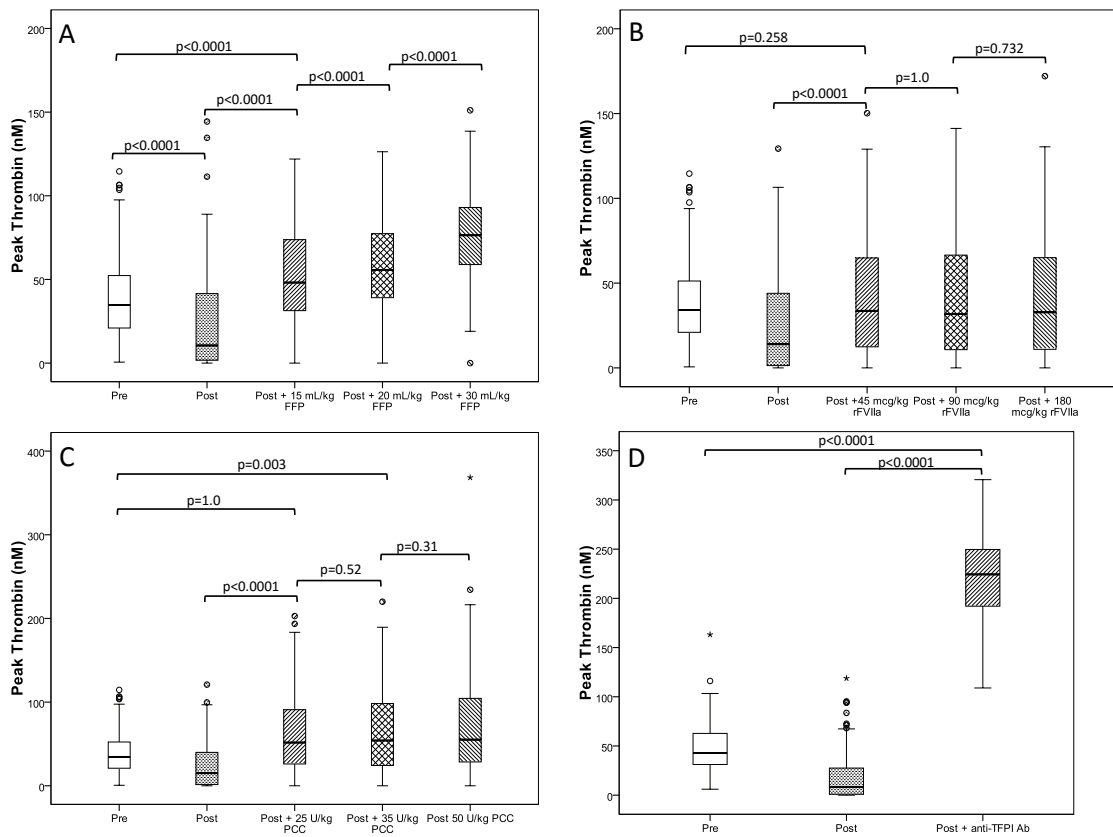 A
p<0.0001
p<0.0001
p<0.0001
p<0.0001
p<0.0001
Peak Thrombin (nM)
200
150
100
50
0
Pre
Post
Post + 15 mL/kg
FFP
Post + 20 mL/kg
FFP
Post + 30 mL/kg
FFP
B
p=0.258
p=0.732
p=1.0
p<0.0001
Peak Thrombin (nM)
200
150
100
50
0
Pre
Post
Post +45 mcg/kg
rFVIIa
Post + 90 mcg/kg
rFVIIa
Post + 180
mcg/kg rFVIIa
C
p=0.003
p=1.0
p=0.31
p=0.52
p<0.0001
Peak Thrombin (nM)
400
300
200
100
0
Pre
Post
Post + 25 U/kg
PCC
Post + 35 U/kg
PCC
Post 50 U/kg PCC
D
p<0.0001
p<0.0001
Peak Thrombin (nM)
350
300
250
200
150
100
50
0
Pre
Post
Post + anti-TFPI Ab